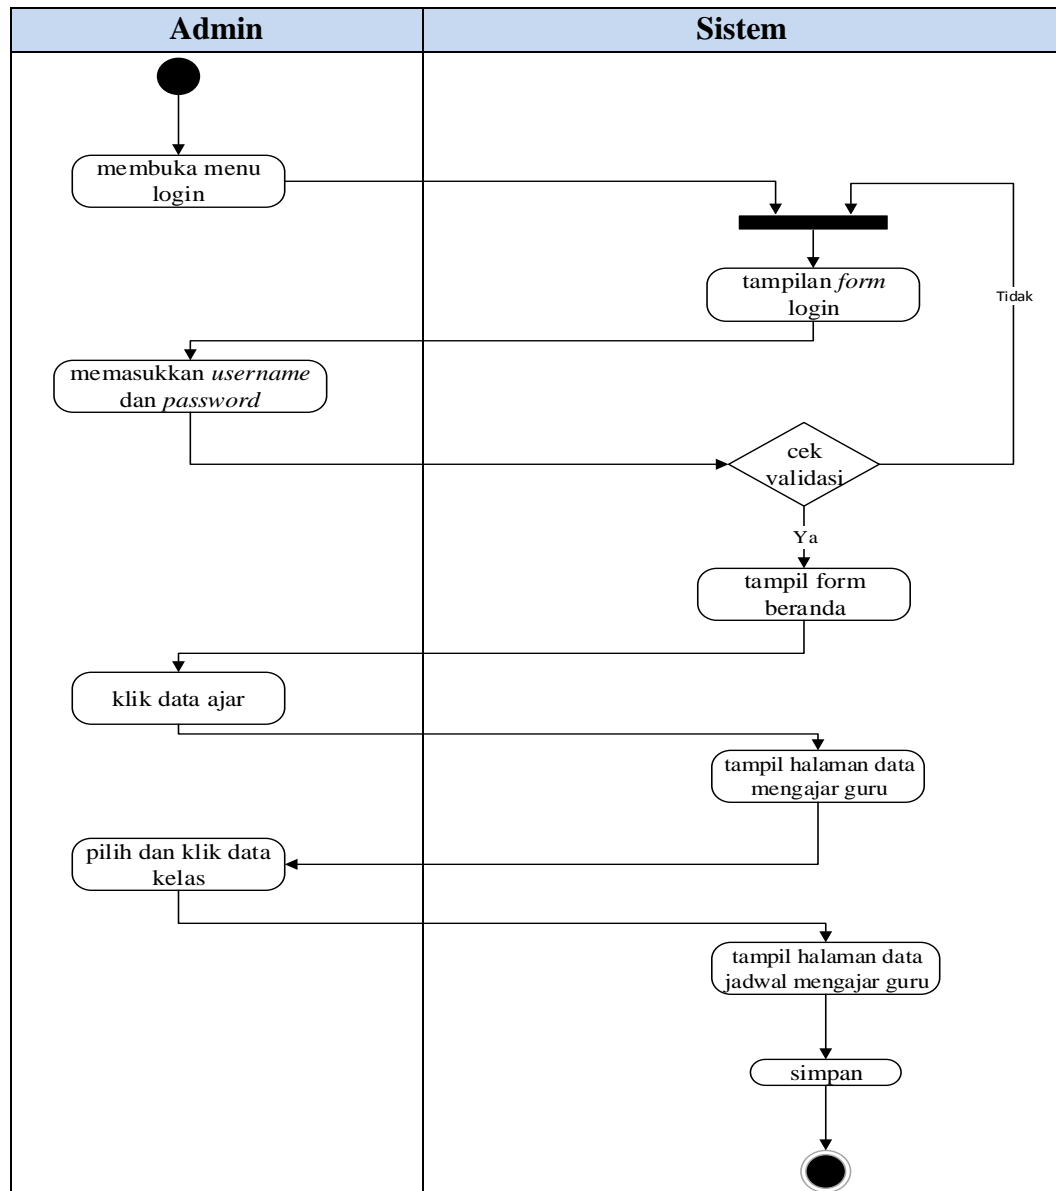 Admin
Sistem
membuka menu
login
tampilan form
login
Tidak
memasukkan username
dan password
cek
validasi
Ya
tampil form
beranda
klik data ajar
tampil halaman data
mengajar guru
pilih dan klik data
kelas
tampil halaman data
jadwal mengajar guru
simpan